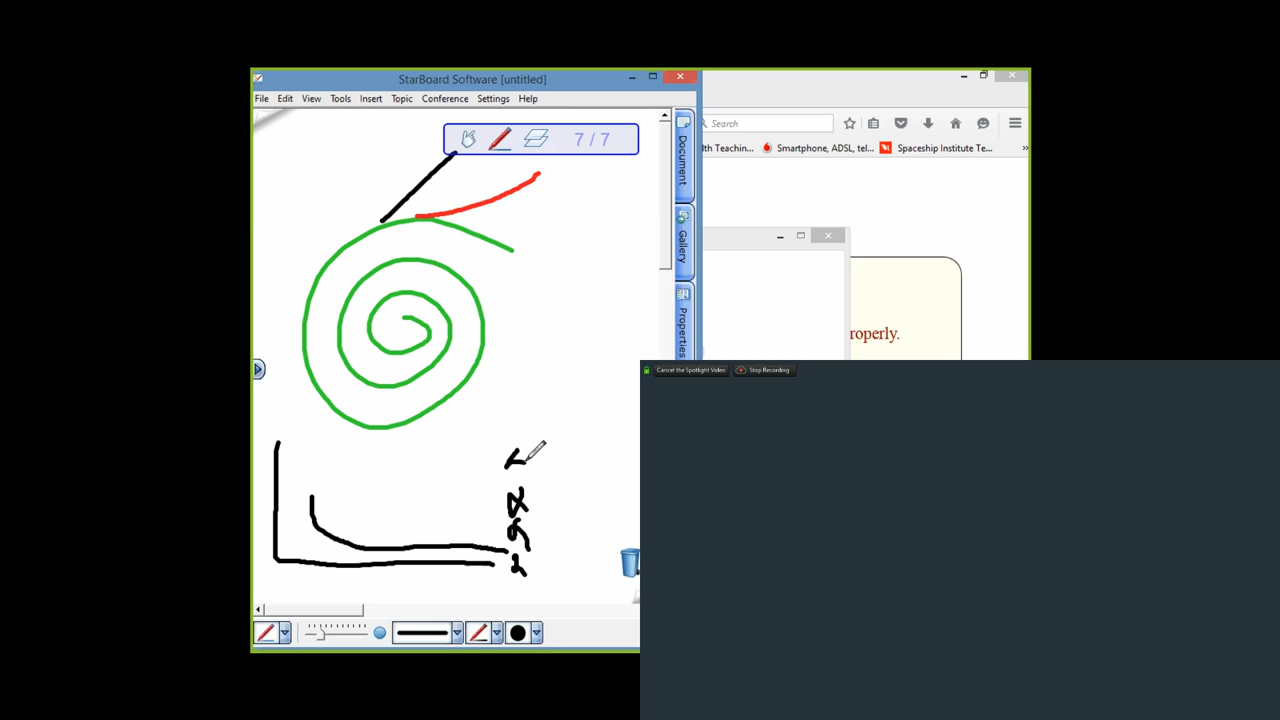 StarBoard Software [untitled]
File Edit View Tools Insert Topic Conference Settings Help
Search
7 / 7
Document
lth Teachin... Smartphone, ADSL, tel... Spaceship Institute Te... »
Gallery
Properties
roperly.
Cancel the Spotlight Video Stop Recording